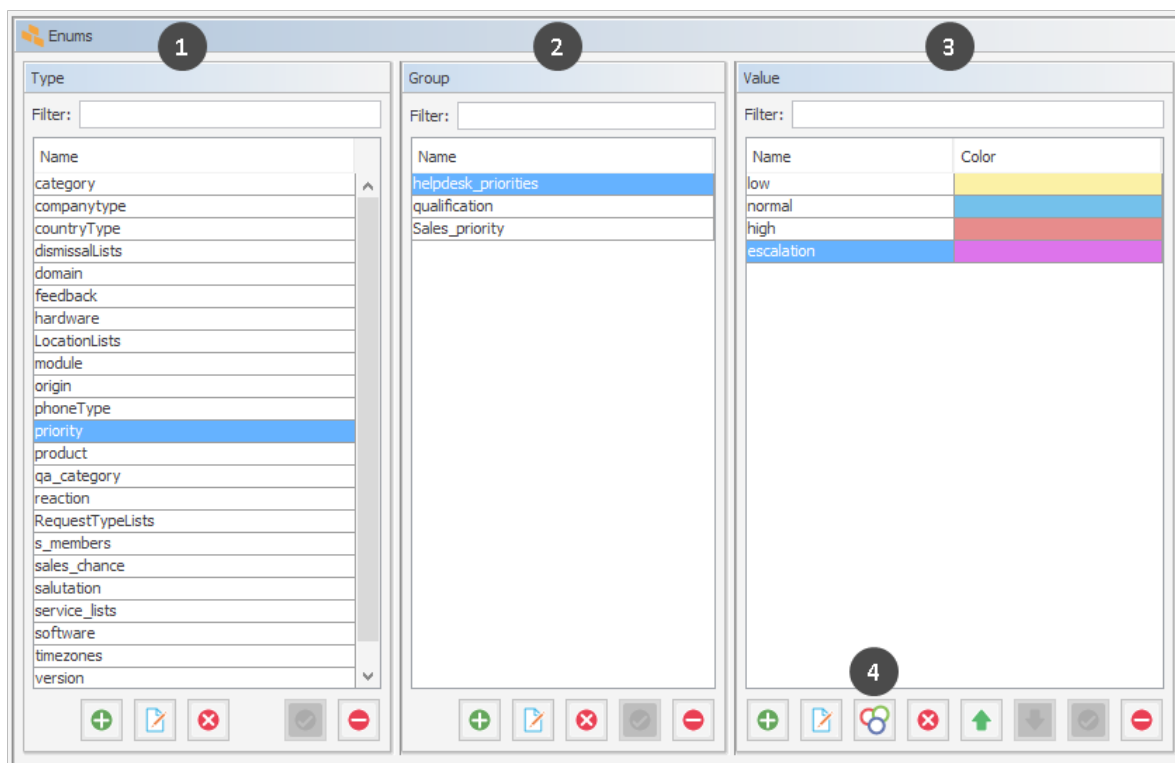 Enums
1
2
3
Type
Filter:
Name
category
companytype
countryType
dismissalLists
domain
feedback
hardware
LocationLists
module
origin
phoneType
priority
product
qa_category
reaction
RequestTypeLists
s_members
sales_chance
salutation
service_lists
software
timezones
version
Group
Filter:
Name
helpdesk_priorities
qualification
Sales_priority
Value
Filter:
Name Color
low
normal
high
escalation
4